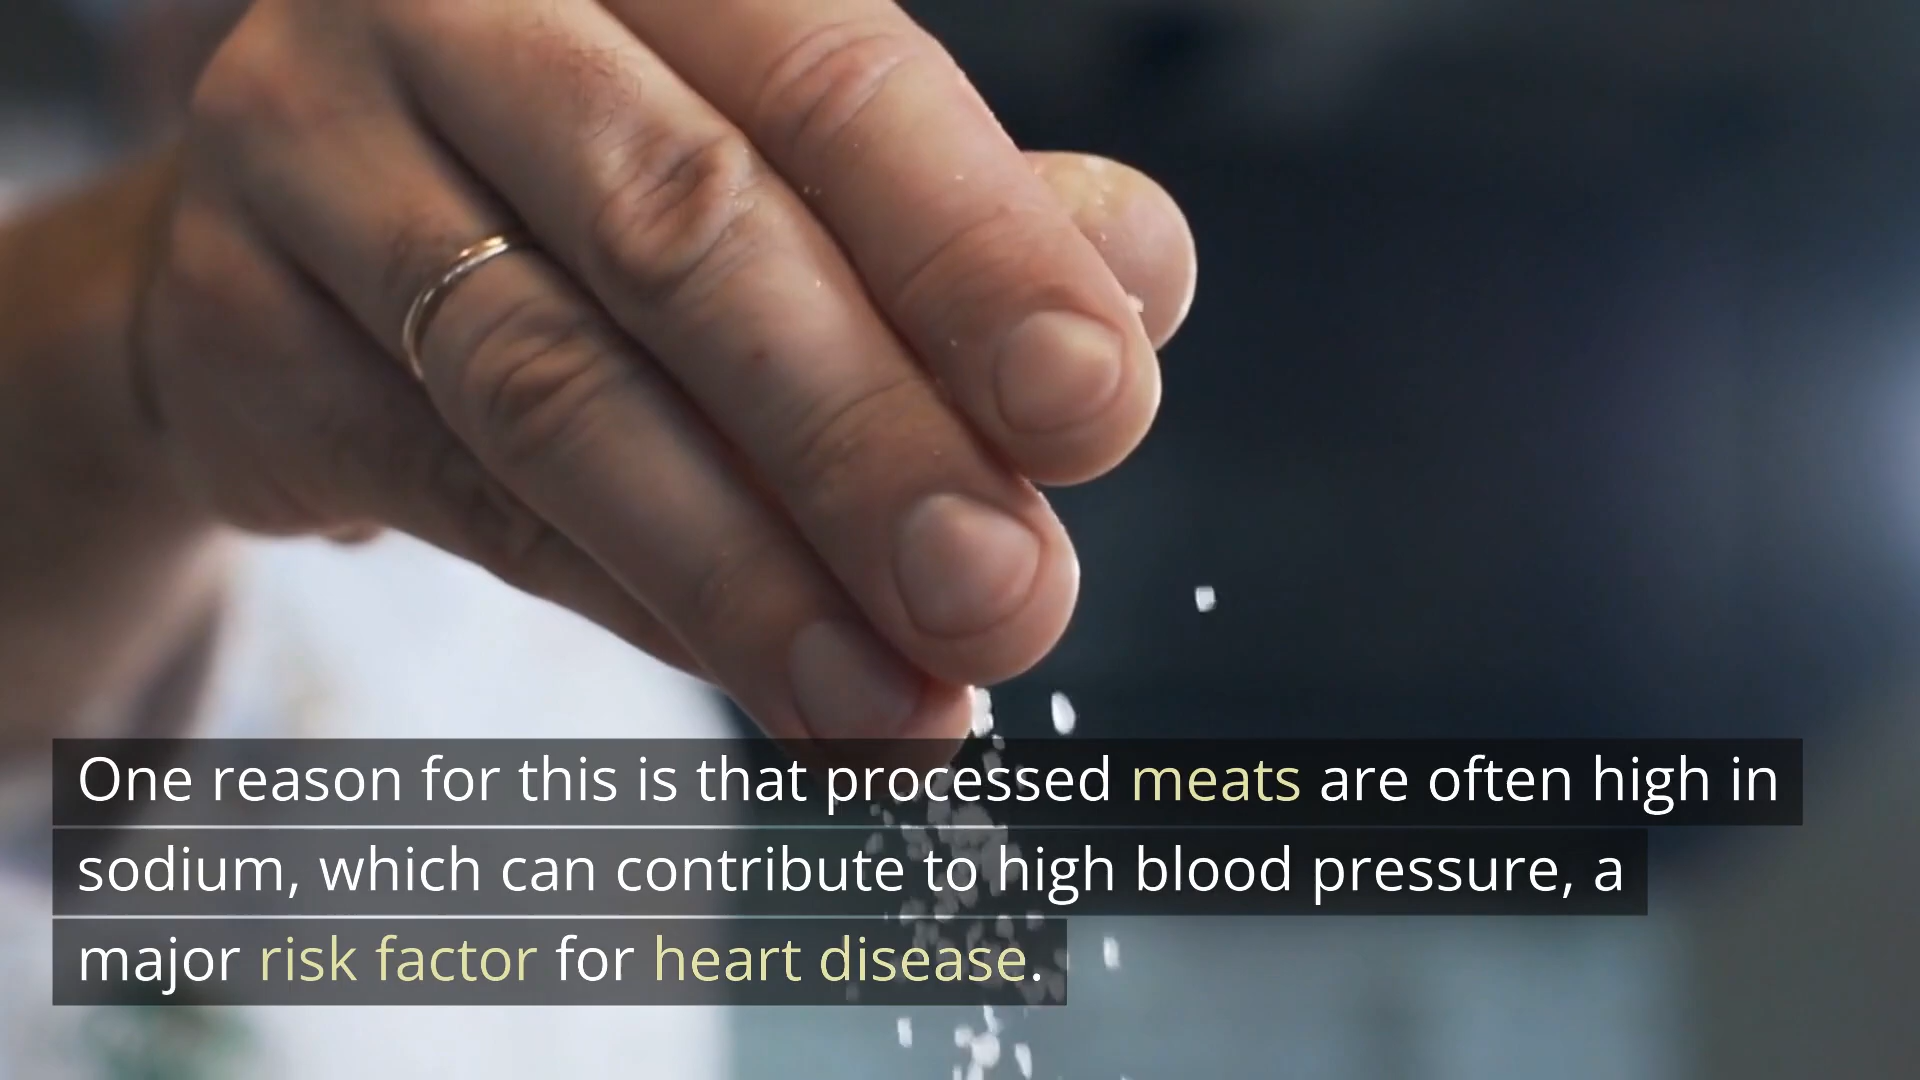 One reason for this is that processed meats are often high in
sodium, which can contribute to high blood pressure, a
major risk factor for heart disease.